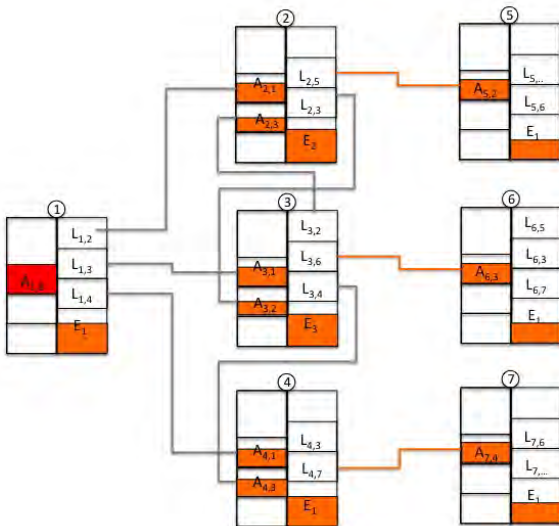 ①
L₁,₂
L₁,₃
L₁,₄
E₁
②
A₂,₁
A₂,₃
L₂,₅
L₂,₃
E₂
③
A₃,₁
A₃,₂
L₃,₂
L₃,₆
L₃,₄
E₃
④
A₄,₁
A₄,₃
L₄,₃
L₄,₇
E₁
⑤
A₅,₂
L₅,..
L₅,₆
E₁
⑥
A₆,₃
L₆,₅
L₆,₃
L₆,₇
E₁
⑦
A₇,₄
L₇,₆
L₇,...
E₁